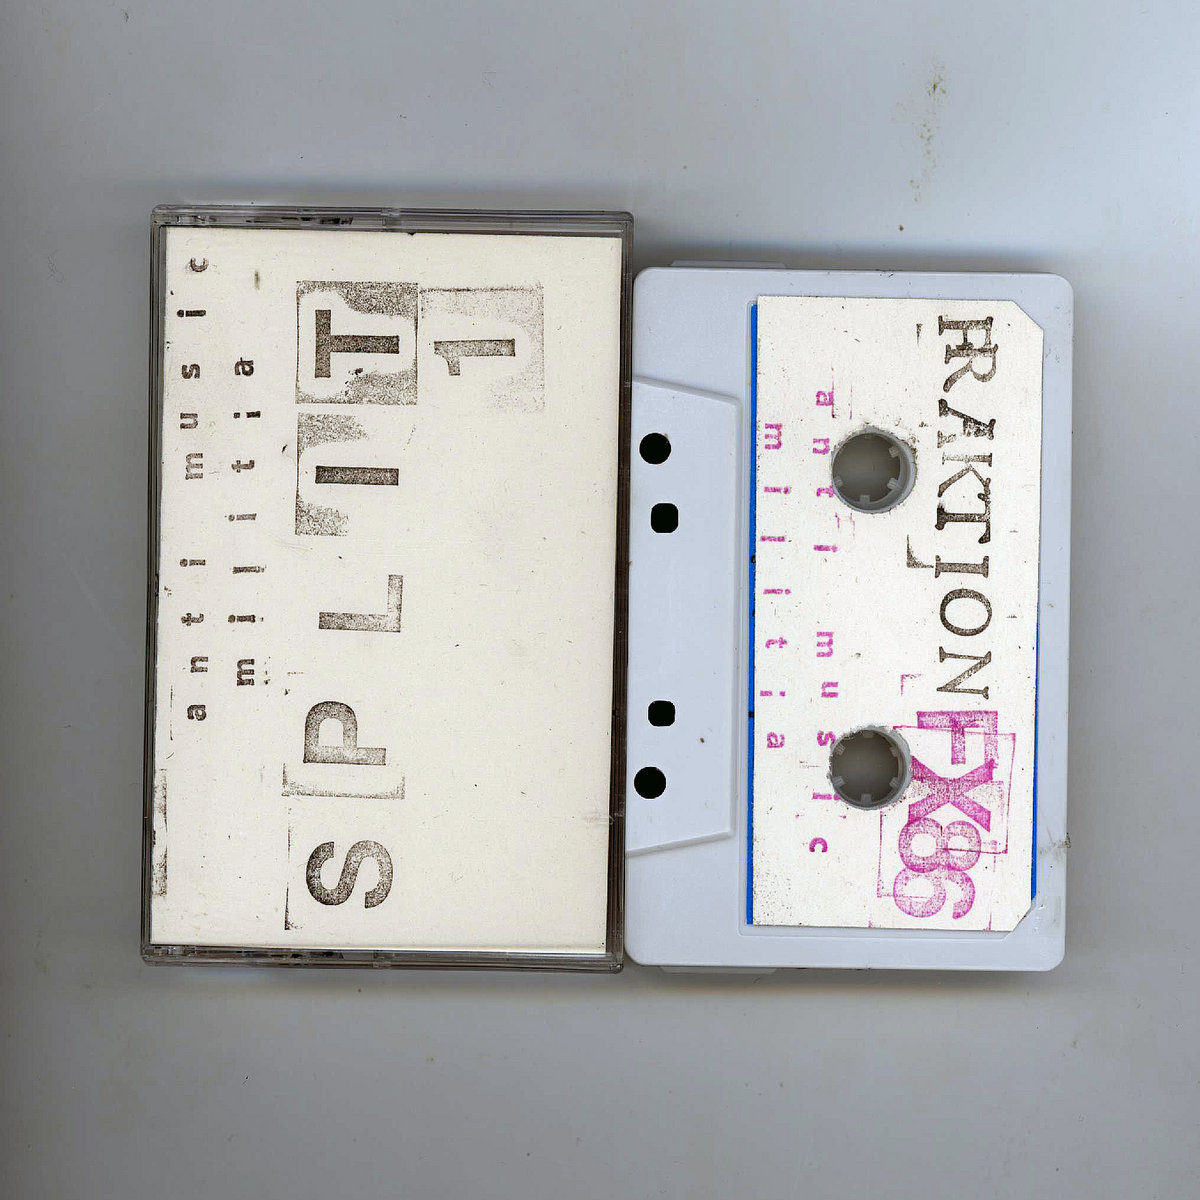 anti music
militia
SPLIT
1
FRAKTION
FX86
anti music
militia